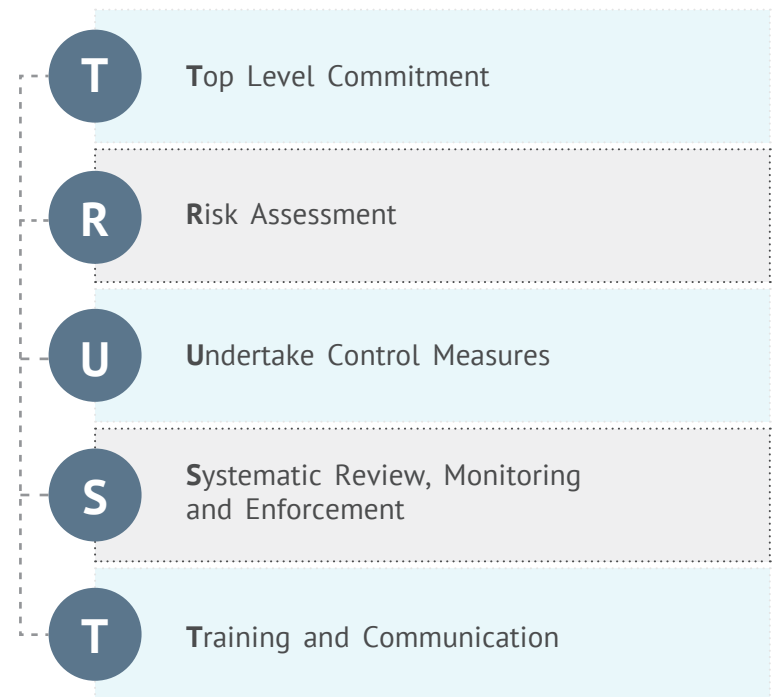 T
Top Level Commitment
R
Risk Assessment
U
Undertake Control Measures
S
Systematic Review, Monitoring
and Enforcement
T
Training and Communication